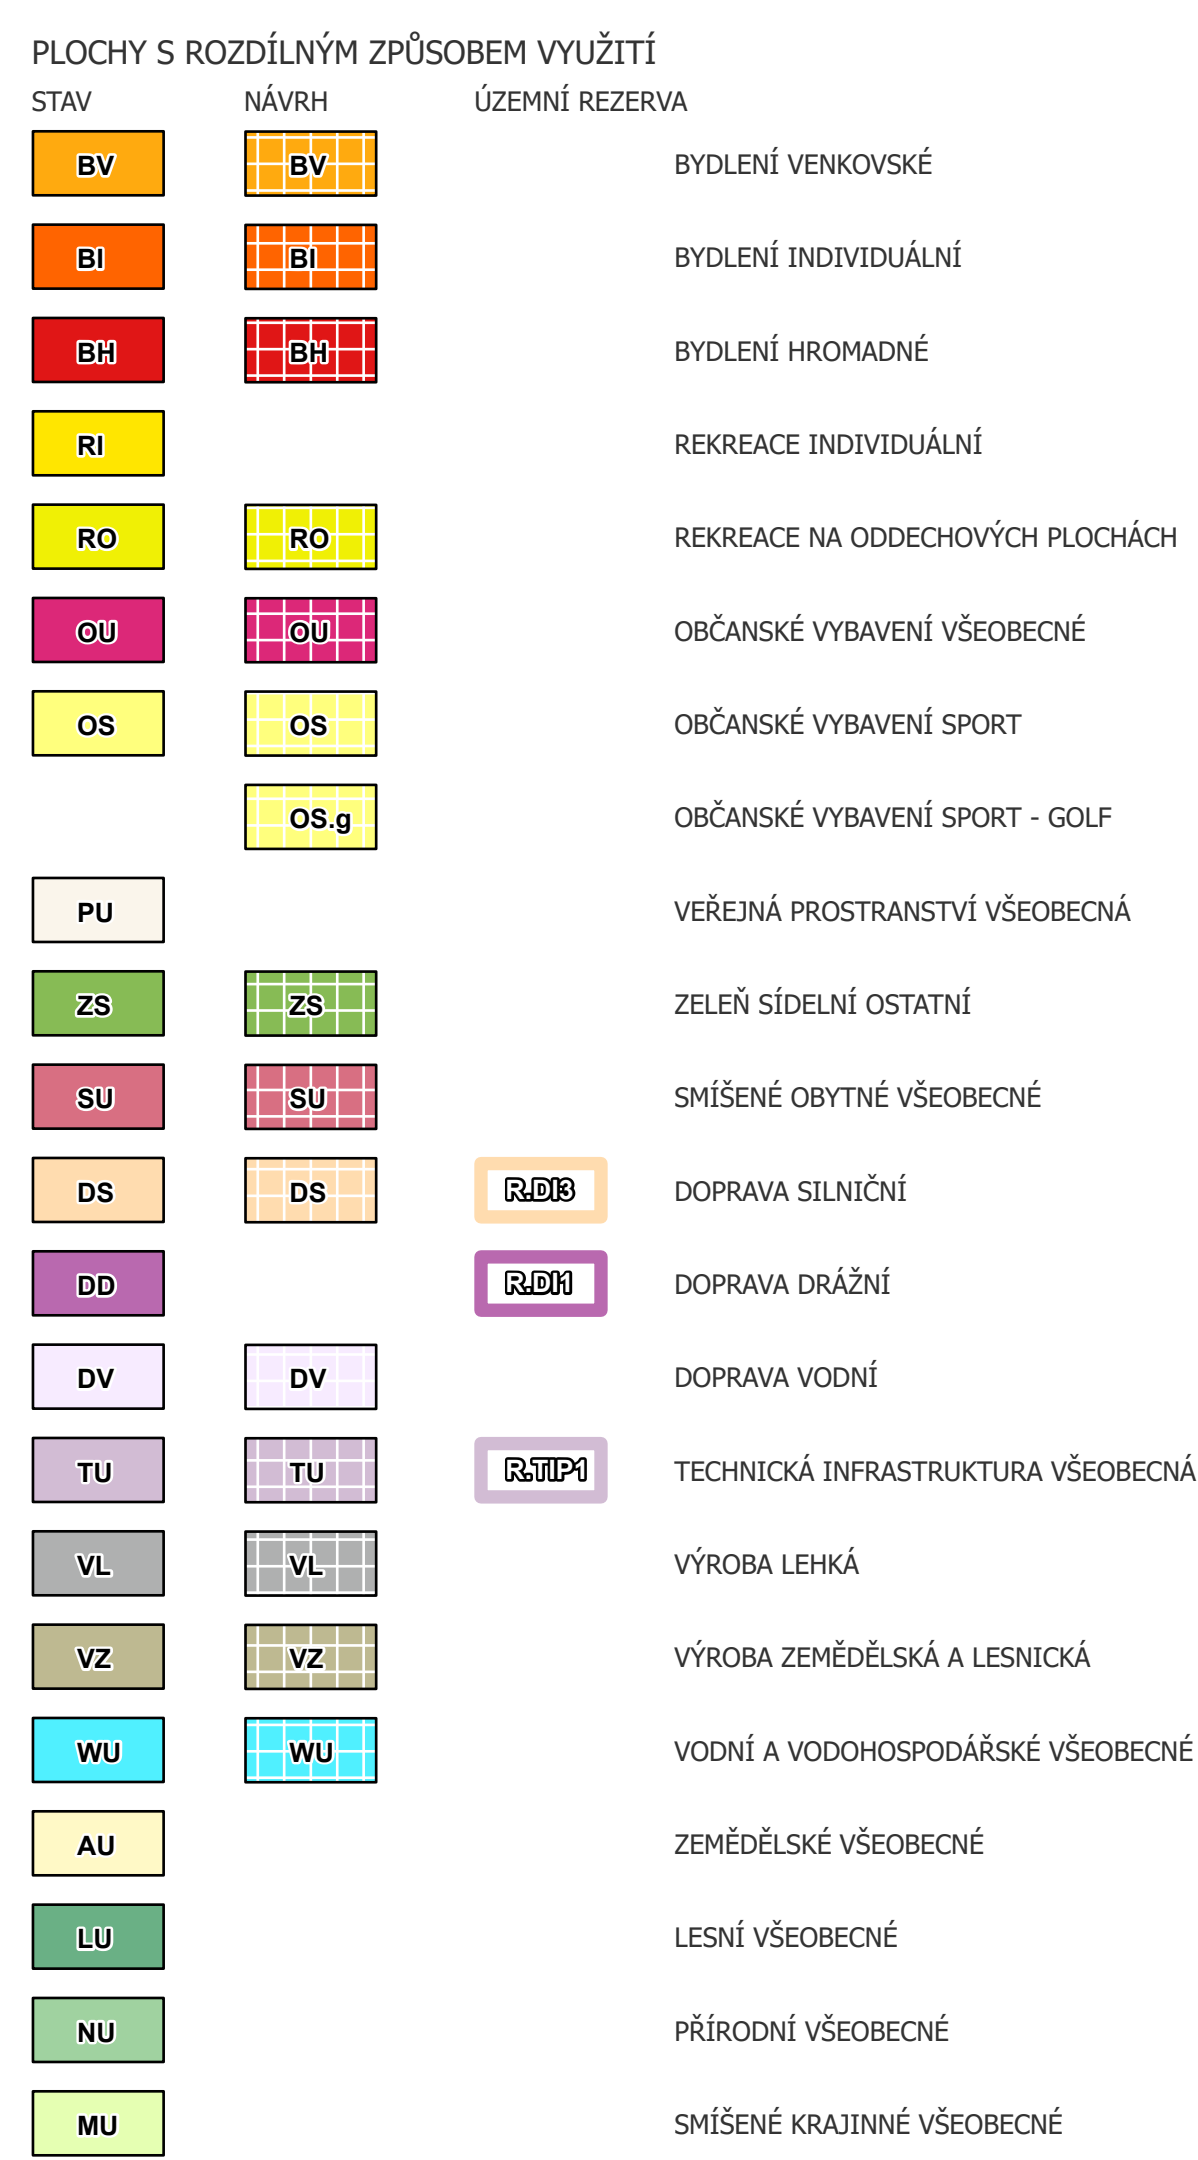 PLOCHY S ROZDÍLNÝM ZPŮSOBEM VYUŽITÍ
STAV NÁVRH ÚZEMNÍ REZERVA
BV BV BYDLENÍ VENKOVSKÉ
BI BI BYDLENÍ INDIVIDUÁLNÍ
BH BH BYDLENÍ HROMADNÉ
RI REKREACE INDIVIDUÁLNÍ
RO RO REKREACE NA ODDECHOVÝCH PLOCHÁCH
OU OU OBČANSKÉ VYBAVENÍ VŠEOBECNÉ
OS OS OBČANSKÉ VYBAVENÍ SPORT
OS.g OBČANSKÉ VYBAVENÍ SPORT - GOLF
PU VEŘEJNÁ PROSTRANSTVÍ VŠEOBECNÁ
ZS ZS ZELEŇ SÍDELNÍ OSTATNÍ
SU SU SMÍŠENÉ OBYTNÉ VŠEOBECNÉ
DS DS R.DI3 DOPRAVA SILNIČNÍ
DD R.DI1 DOPRAVA DRÁŽNÍ
DV DV DOPRAVA VODNÍ
TU TU R.TIP1 TECHNICKÁ INFRASTRUKTURA VŠEOBECNÁ
VL VL VÝROBA LEHKÁ
VZ VZ VÝROBA ZEMĚDĚLSKÁ A LESNICKÁ
WU WU VODNÍ A VODOHOSPODÁŘSKÉ VŠEOBECNÉ
AU ZEMĚDĚLSKÉ VŠEOBECNÉ
LU LESNÍ VŠEOBECNÉ
NU PŘÍRODNÍ VŠEOBECNÉ
MU SMÍŠENÉ KRAJINNÉ VŠEOBECNÉ